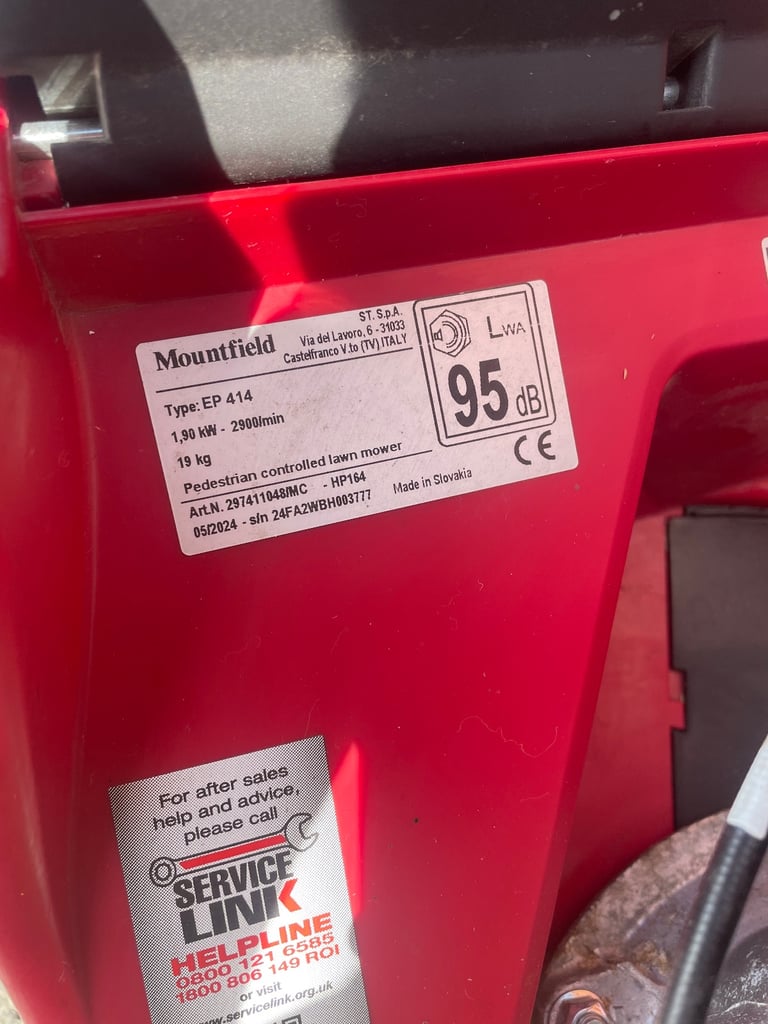 Mountfield
ST. S.p.A.
Via del Lavoro, 6 - 31033
Castelfranco V.to (TV) ITALY
LWA
95 dB
Type: EP 414
1,90 kW - 2900/min
19 kg
Pedestrian controlled lawn mower
CE
Art.N. 297411048/MC - HP164
05/2024 - s/n 24FA2WBH003777 Made in Slovakia
For after sales
help and advice,
please call
SERVICE
LINK
HELPLINE
0800 121 6585
1800 806 149 ROI
or visit
www.servicelink.org.uk